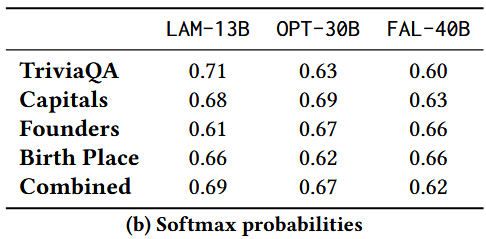 LAM-13B OPT-30B FAL-40B
TriviaQA 0.71 0.63 0.60
Capitals 0.68 0.69 0.63
Founders 0.61 0.67 0.66
Birth Place 0.66 0.62 0.66
Combined 0.69 0.67 0.62
(b) Softmax probabilities